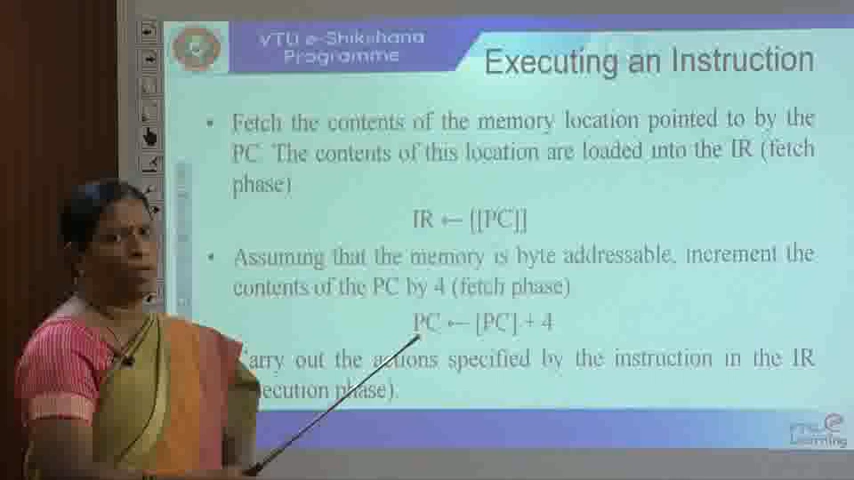 VTU e-Shikshana
Programme
Executing an Instruction
• Fetch the contents of the memory location pointed to by the
PC. The contents of this location are loaded into the IR (fetch
phase)
IR ← [[PC]]
• Assuming that the memory is byte addressable, increment the
contents of the PC by 4 (fetch phase)
PC ← [PC] + 4
arry out the actions specified by the instruction in the IR
ecution phase).
Learning